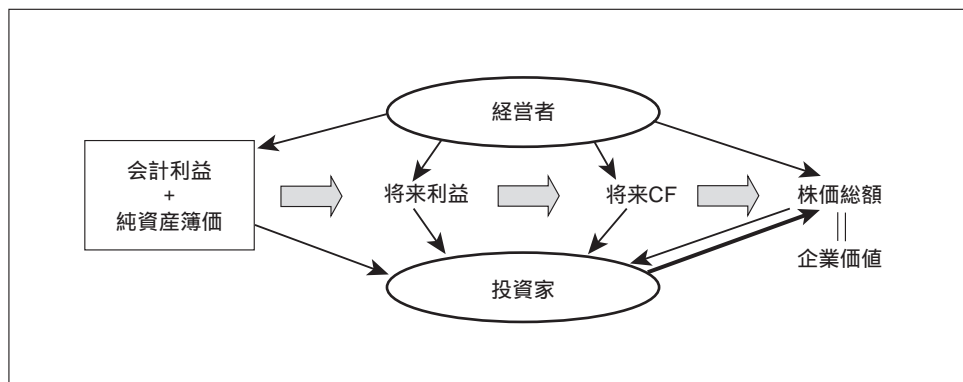 経営者
会計利益
+
純資産簿価
将来利益
将来CF
株価総額
企業価値
投資家